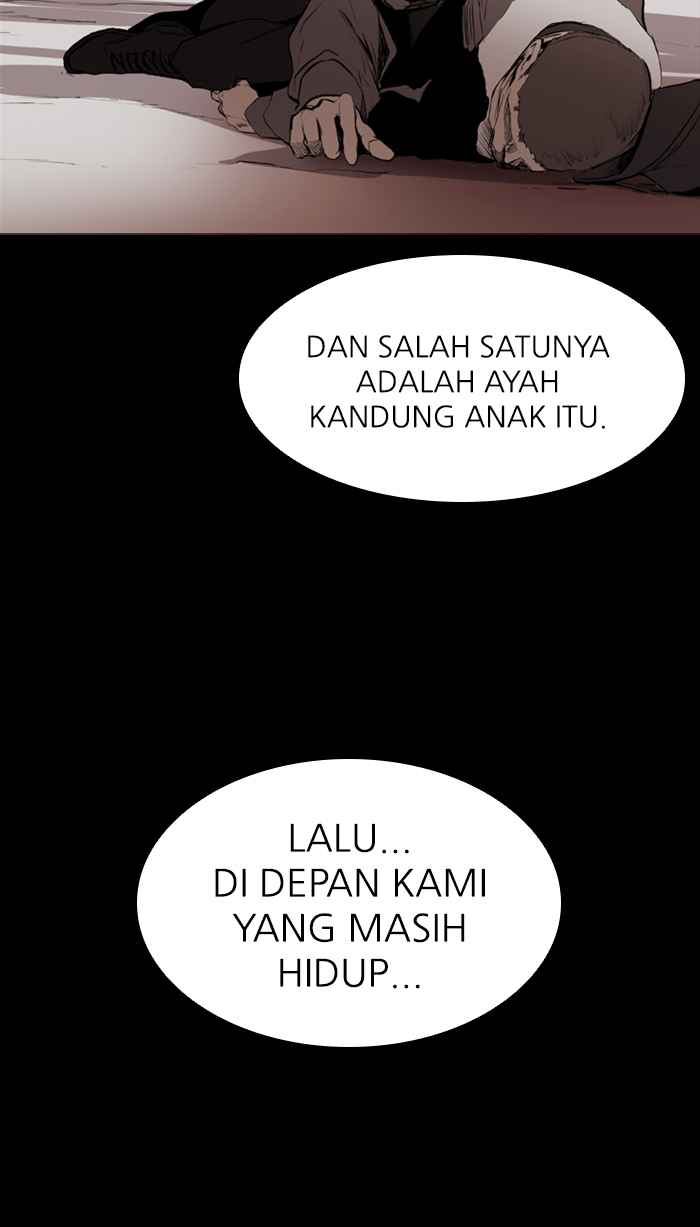 DAN SALAH SATUNYA
ADALAH AYAH
KANDUNG ANAK ITU.
LALU...
DI DEPAN KAMI
YANG MASIH
HIDUP...